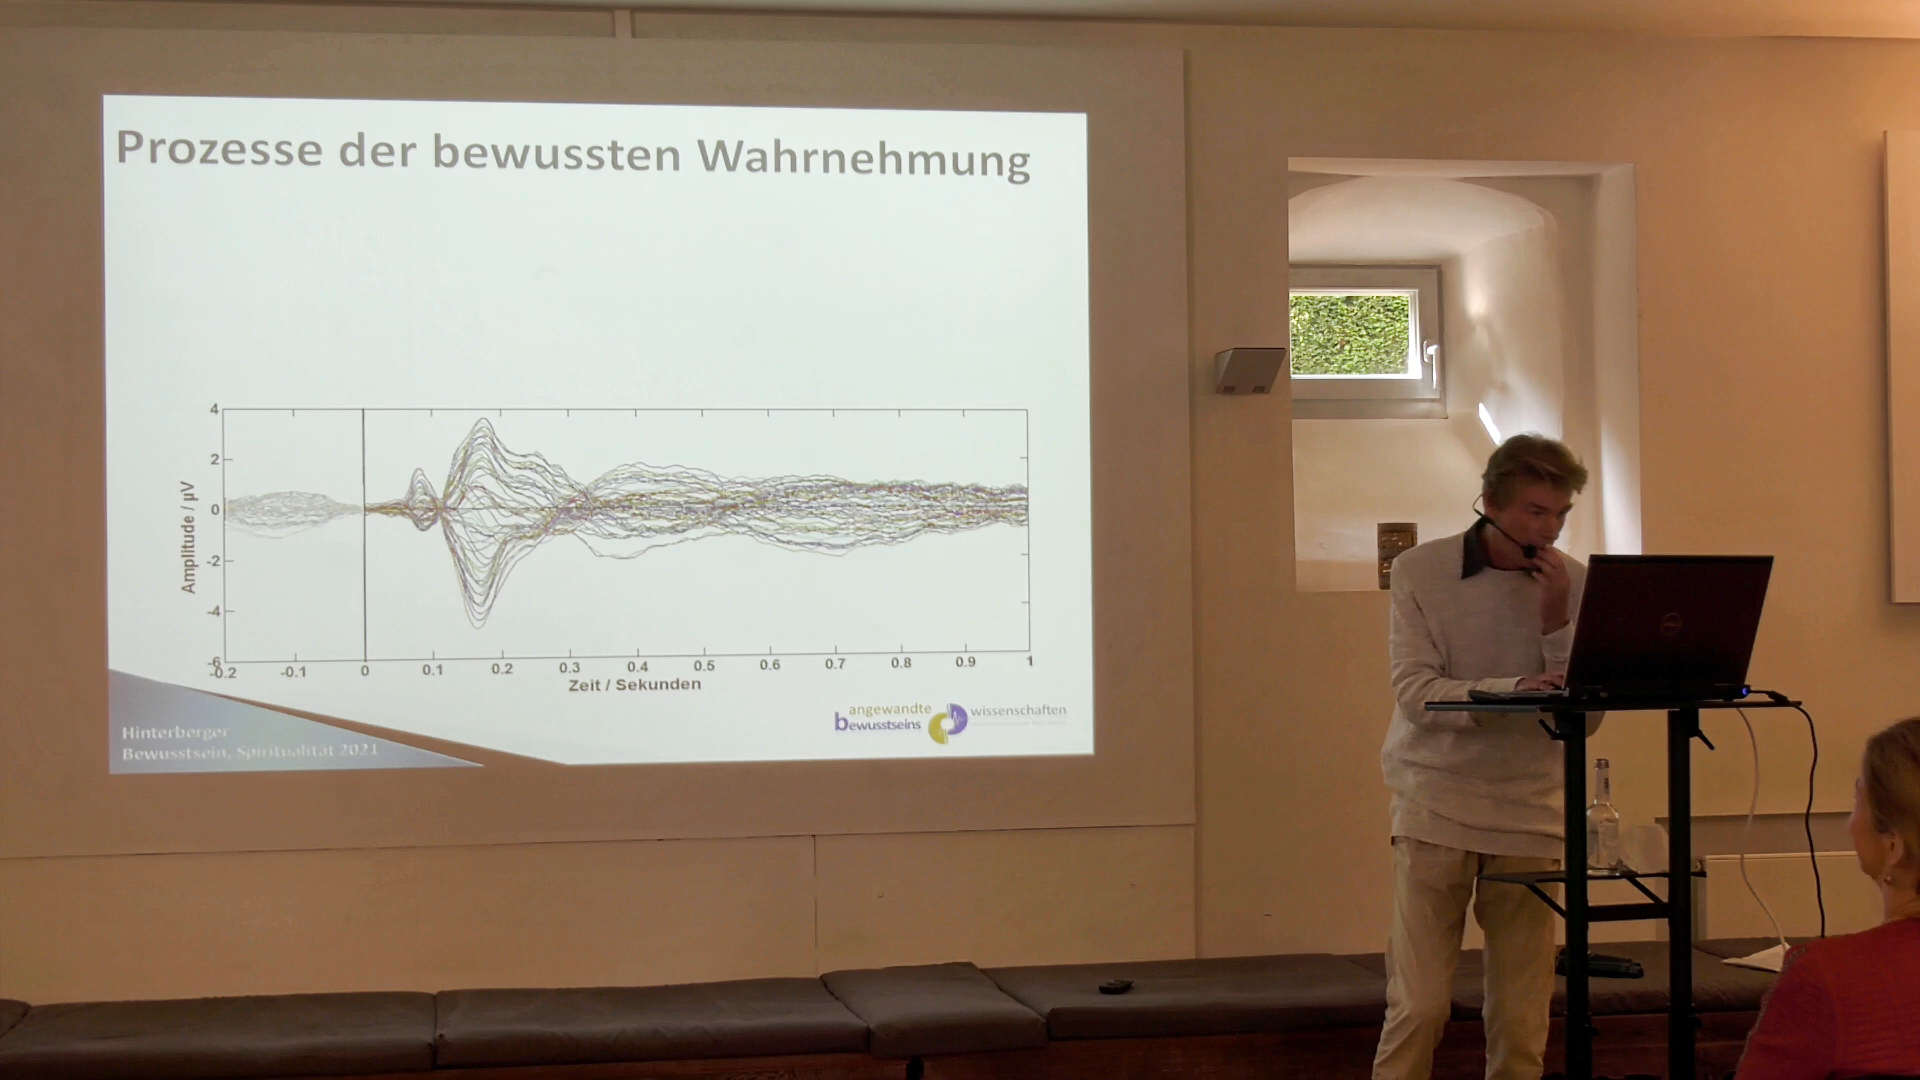 Prozesse der bewussten Wahrnehmung
4
2
0
-2
-4
-6
Amplitude / µV
-0.2 -0.1 0 0.1 0.2 0.3 0.4 0.5 0.6 0.7 0.8 0.9 1
Zeit / Sekunden
angewandte
bewusstseins
wissenschaften
Hinterberger
Bewusstsein, Spiritualität 2021
DELL